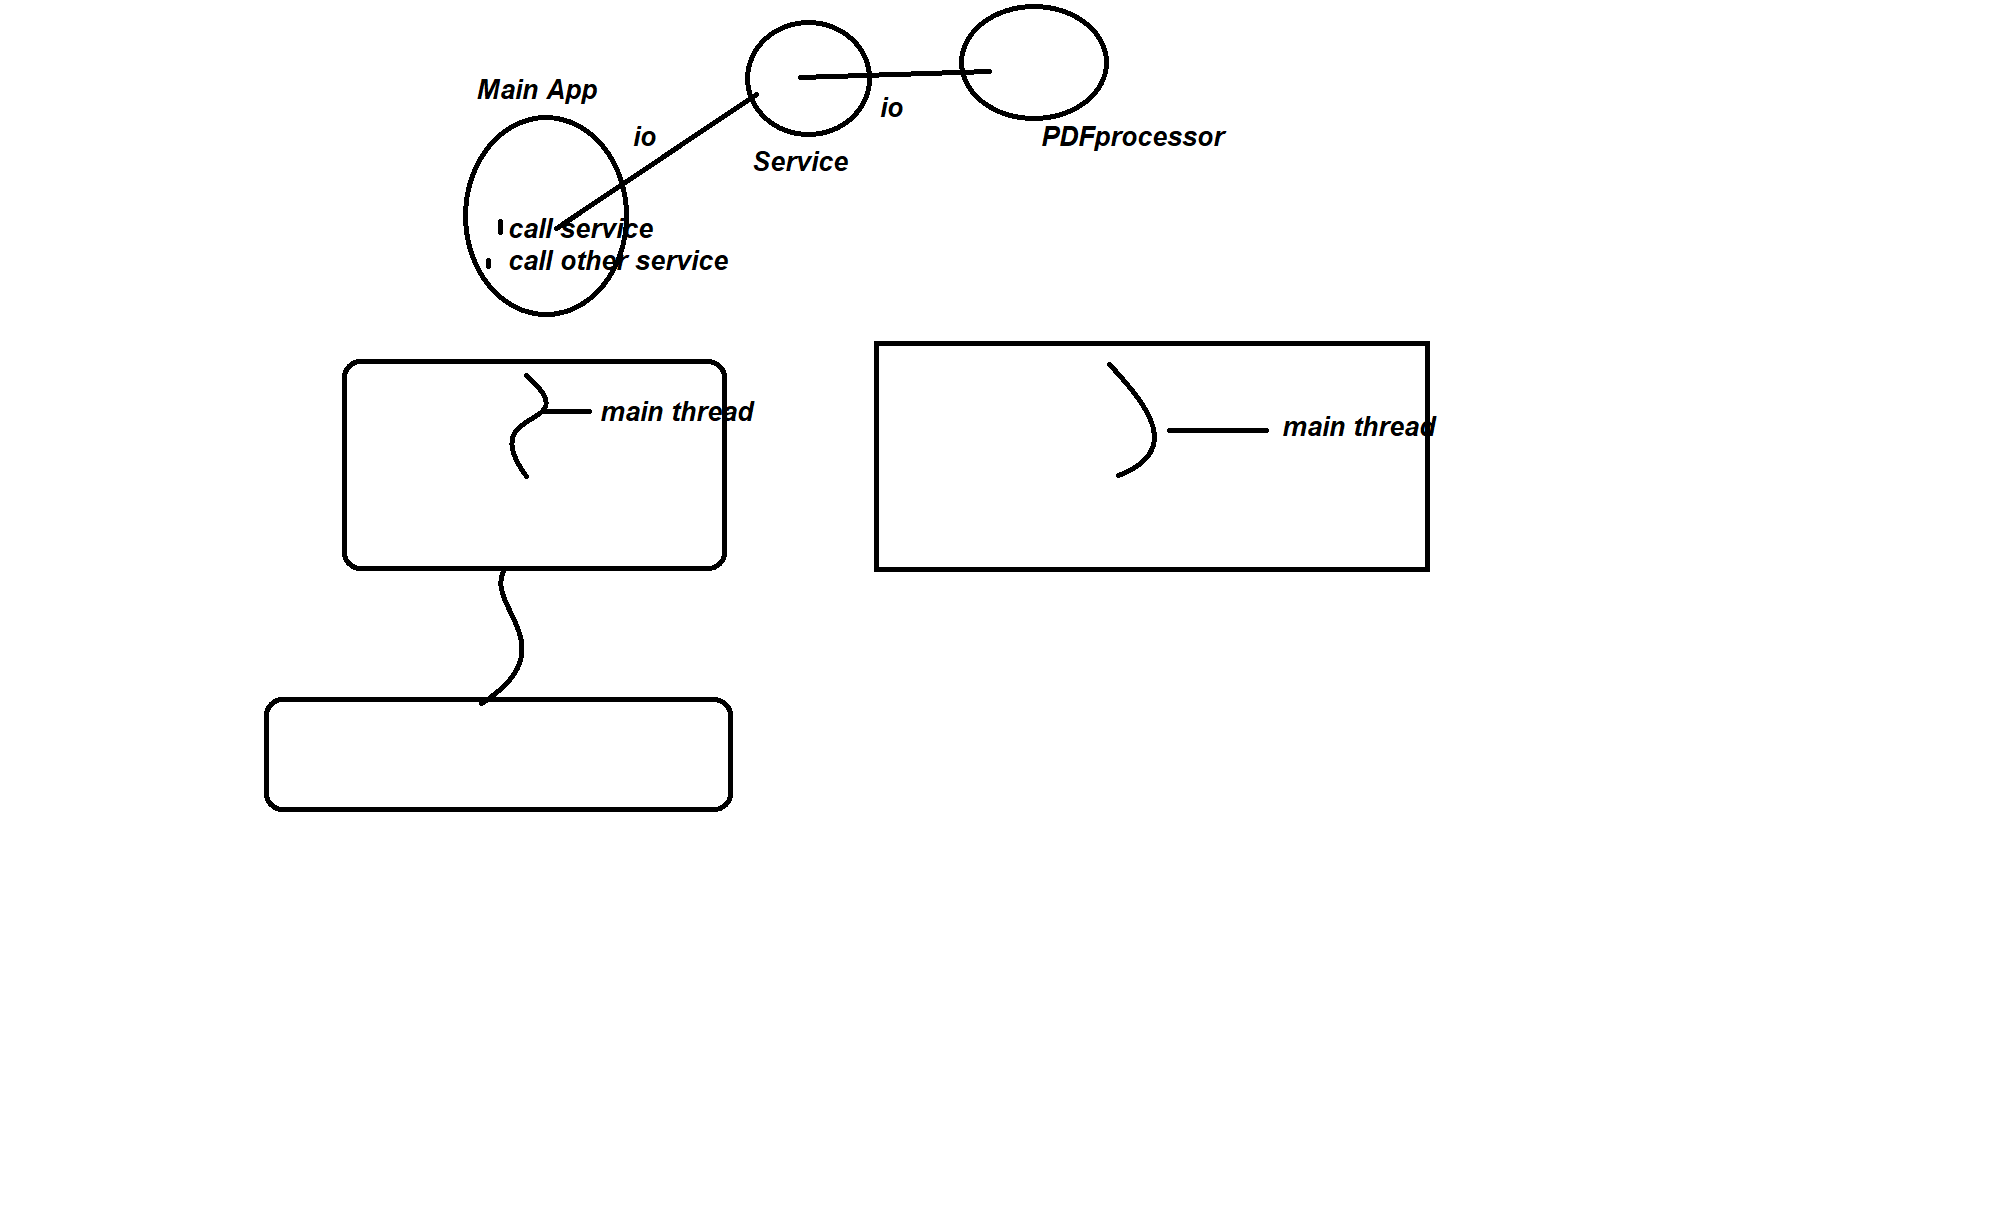 Main App
io
io
Service
PDFprocessor
call service
call other service
main thread
main thread